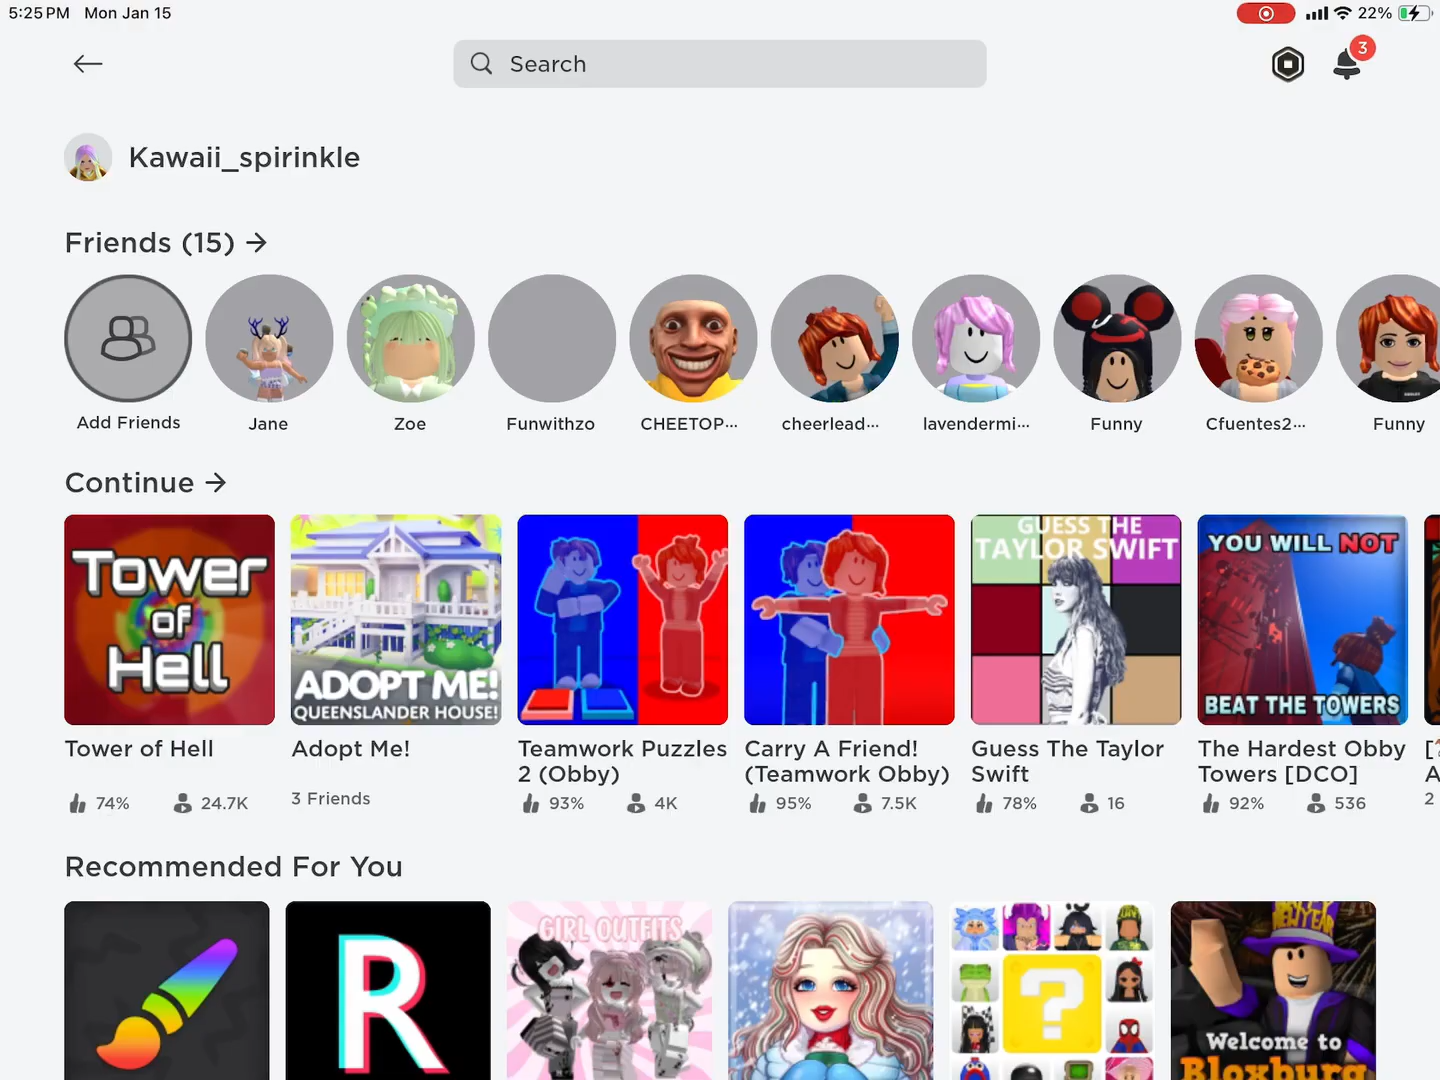 5:25 PM Mon Jan 15
22%
Search
3
Kawaii_spirinkle
Friends (15)
Add Friends
Jane
Zoe
Funwithzo
CHEETOP...
cheerlead...
lavendermi...
Funny
Cfuentes2...
Funny
Continue
Tower
of
Hell
ADOPT ME!
QUEENSLANDER HOUSE!
GUESS THE
TAYLOR SWIFT
YOU WILL NOT
BEAT THE TOWERS
Tower of Hell
74% 24.7K
Adopt Me!
3 Friends
Teamwork Puzzles
2 (Obby)
93% 4K
Carry A Friend!
(Teamwork Obby)
95% 7.5K
Guess The Taylor
Swift
78% 16
The Hardest Obby
Towers [DCO]
92% 536
A
2
Recommended For You
R
GIRL OUTFITS
?
Welcome to
Bloxburg